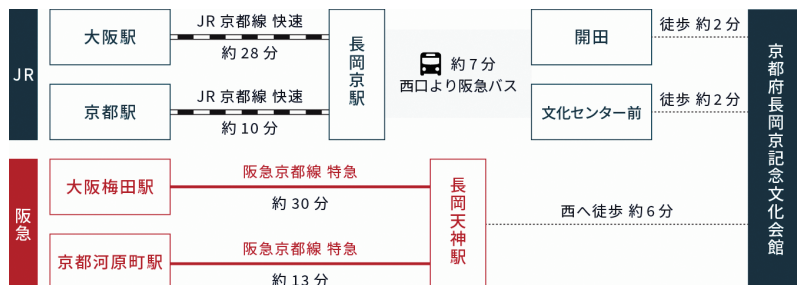 JR
大阪駅
JR 京都線 快速
約 28 分
京都駅
JR 京都線 快速
約 10 分
長岡京駅
約 7 分
西口より阪急バス
開田
徒歩 約 2 分
文化センター前
徒歩 約 2 分
阪急
大阪梅田駅
阪急京都線 特急
約 30 分
京都河原町駅
阪急京都線 特急
約 13 分
長岡天神駅
西へ徒歩 約 6 分
京都府長岡京記念文化会館